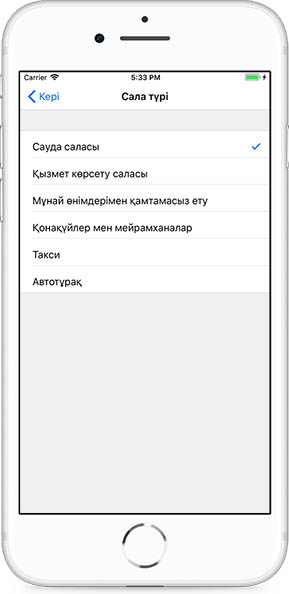 Carrier 5:33 PM
Кері Сала түрі
Сауда саласы
Қызмет көрсету саласы
Мұнай өнімдерімен қамтамасыз ету
Қонақүйлер мен мейрамханалар
Такси
Автотұрақ